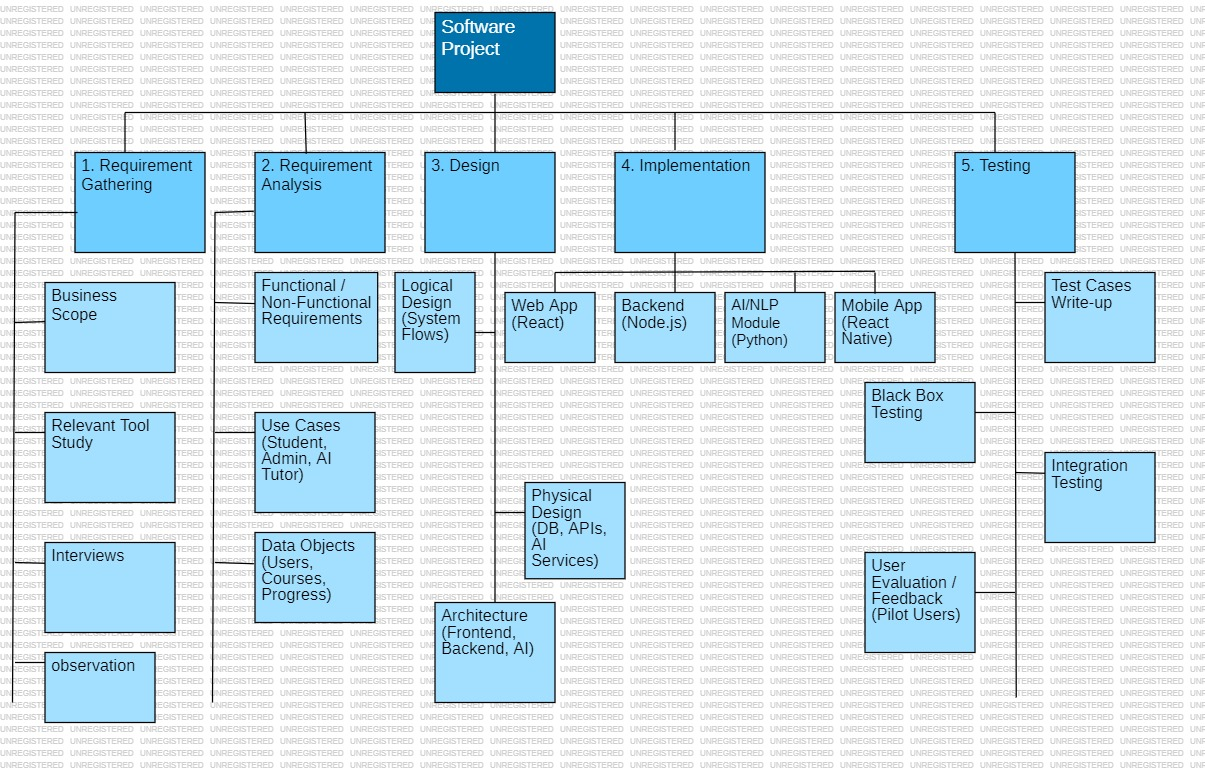 Software
Project
1. Requirement
Gathering
2. Requirement
Analysis
3. Design
4. Implementation
5. Testing
Business
Scope
Relevant Tool
Study
Interviews
observation
Functional /
Non-Functional
Requirements
Use Cases
(Student,
Admin, AI
Tutor)
Data Objects
(Users,
Courses,
Progress)
Logical
Design
(System
Flows)
Physical
Design
(DB, APIs,
AI
Services)
Architecture
(Frontend,
Backend, AI)
Web App
(React)
Backend
(Node.js)
AI/NLP
Module
(Python)
Mobile App
(React
Native)
Test Cases
Write-up
Black Box
Testing
Integration
Testing
User
Evaluation /
Feedback
(Pilot Users)
UNREGISTERED